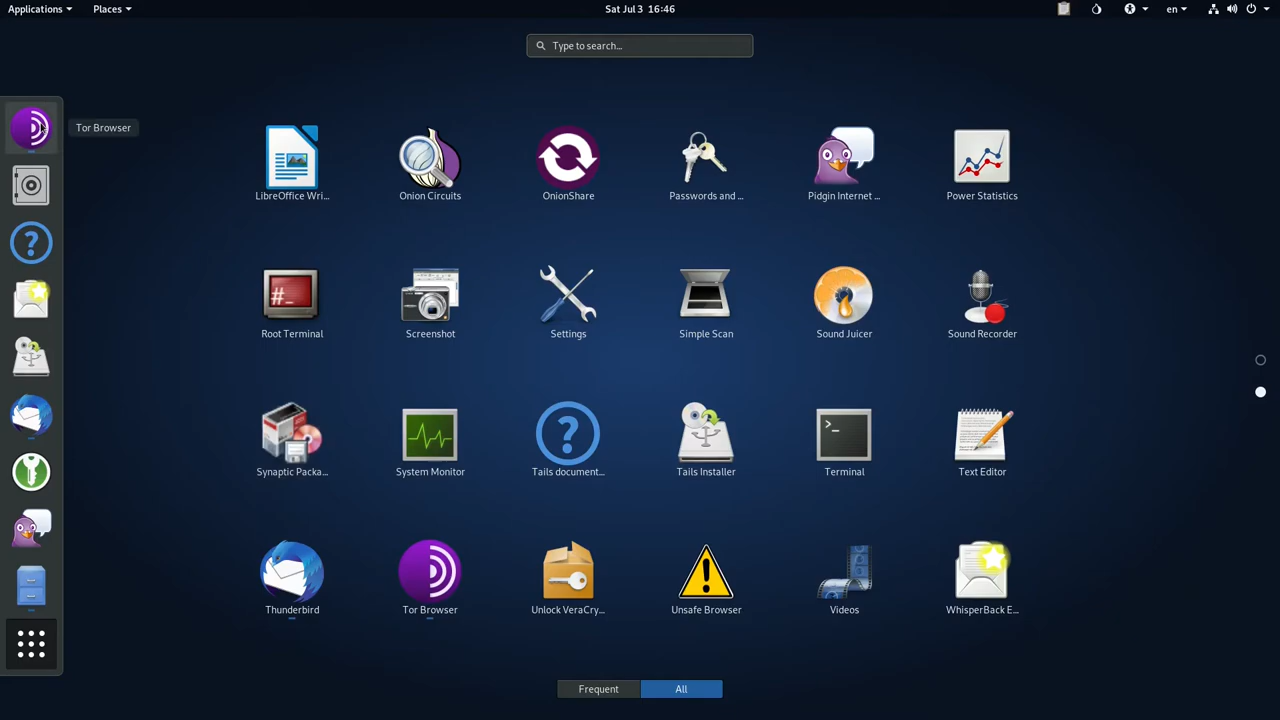 Applications
Places
Sat Jul 3 16:46
en
Type to search...
Tor Browser
LibreOffice Wri...
Onion Circuits
OnionShare
Passwords and ...
Pidgin Internet ...
Power Statistics
Root Terminal
Screenshot
Settings
Simple Scan
Sound Juicer
Sound Recorder
Synaptic Packa...
System Monitor
Tails document...
Tails Installer
Terminal
Text Editor
Thunderbird
Tor Browser
Unlock VeraCry...
Unsafe Browser
Videos
WhisperBack E...
Frequent
All